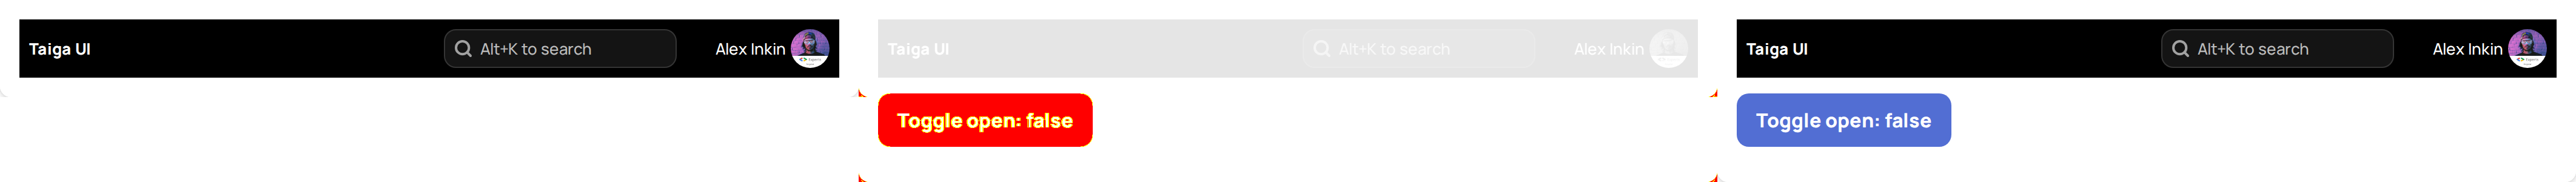 Taiga UI
Alt+K to search
Alex Inkin
Taiga UI
Alt+K to search
Alex Inkin
Toggle open: false
Taiga UI
Alt+K to search
Alex Inkin
Toggle open: false